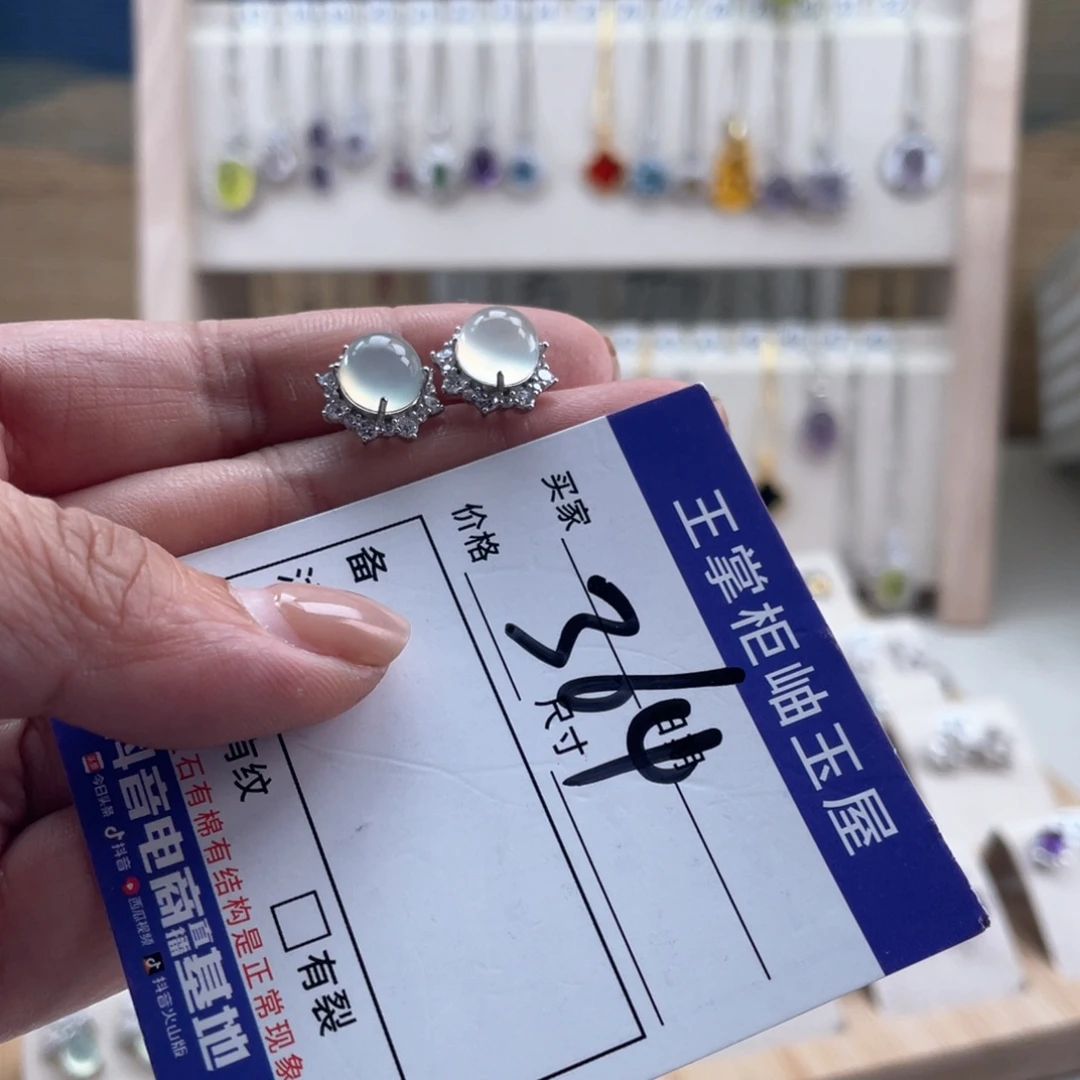 王掌柜岫玉屋
买家
价格
尺寸
备
有纹
有裂
石有棉有结构是正常现象
抖音电商直播基地
今日头条 抖音 西瓜视频 抖音火山版